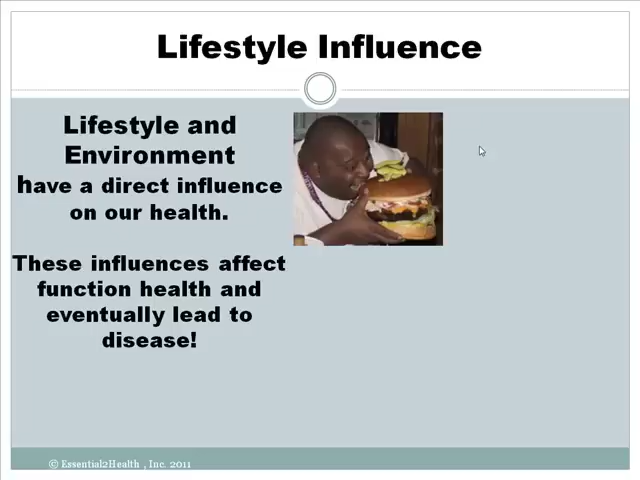 Lifestyle Influence
Lifestyle and
Environment
have a direct influence
on our health.
These influences affect
function health and
eventually lead to
disease!
© Essential2Health , Inc. 2011